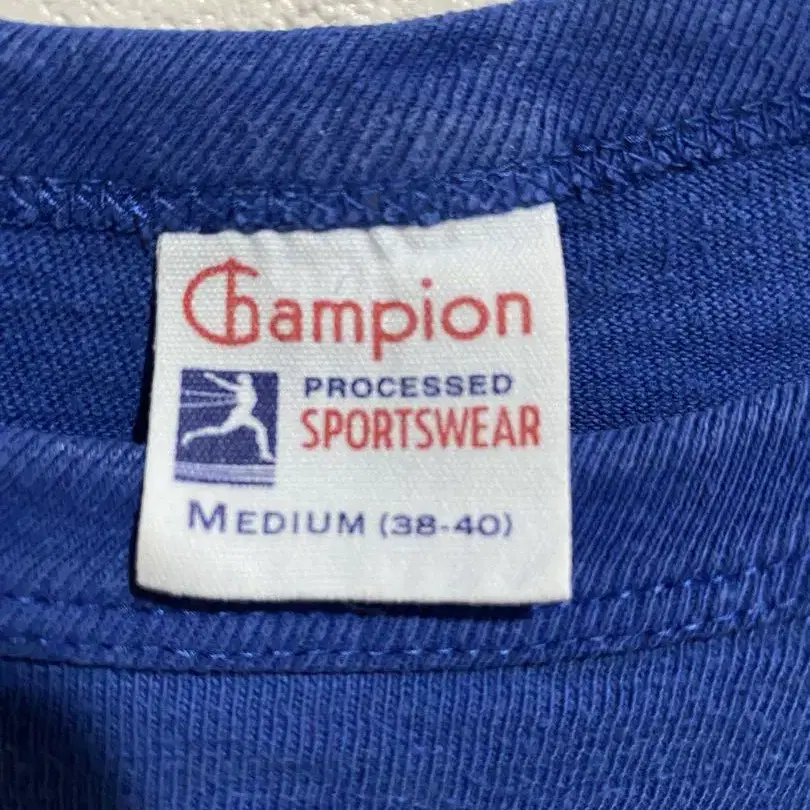 Champion
PROCESSED
SPORTSWEAR
MEDIUM (38-40)